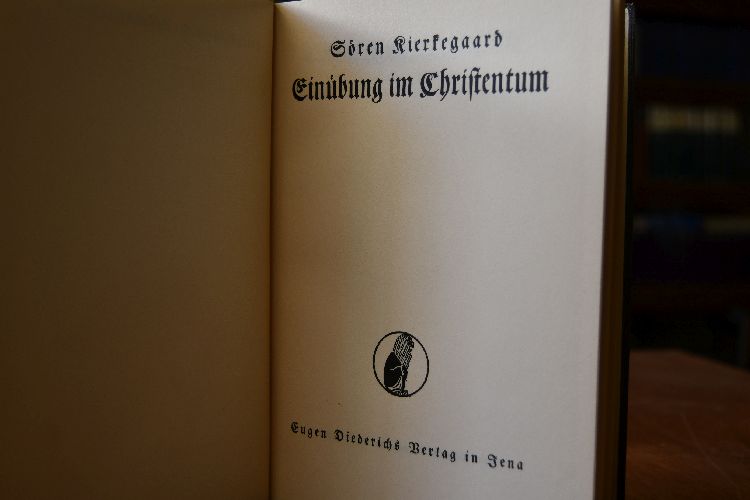 Sören Kierkegaard
Einübung im Christentum
Eugen Diederichs Verlag in Jena